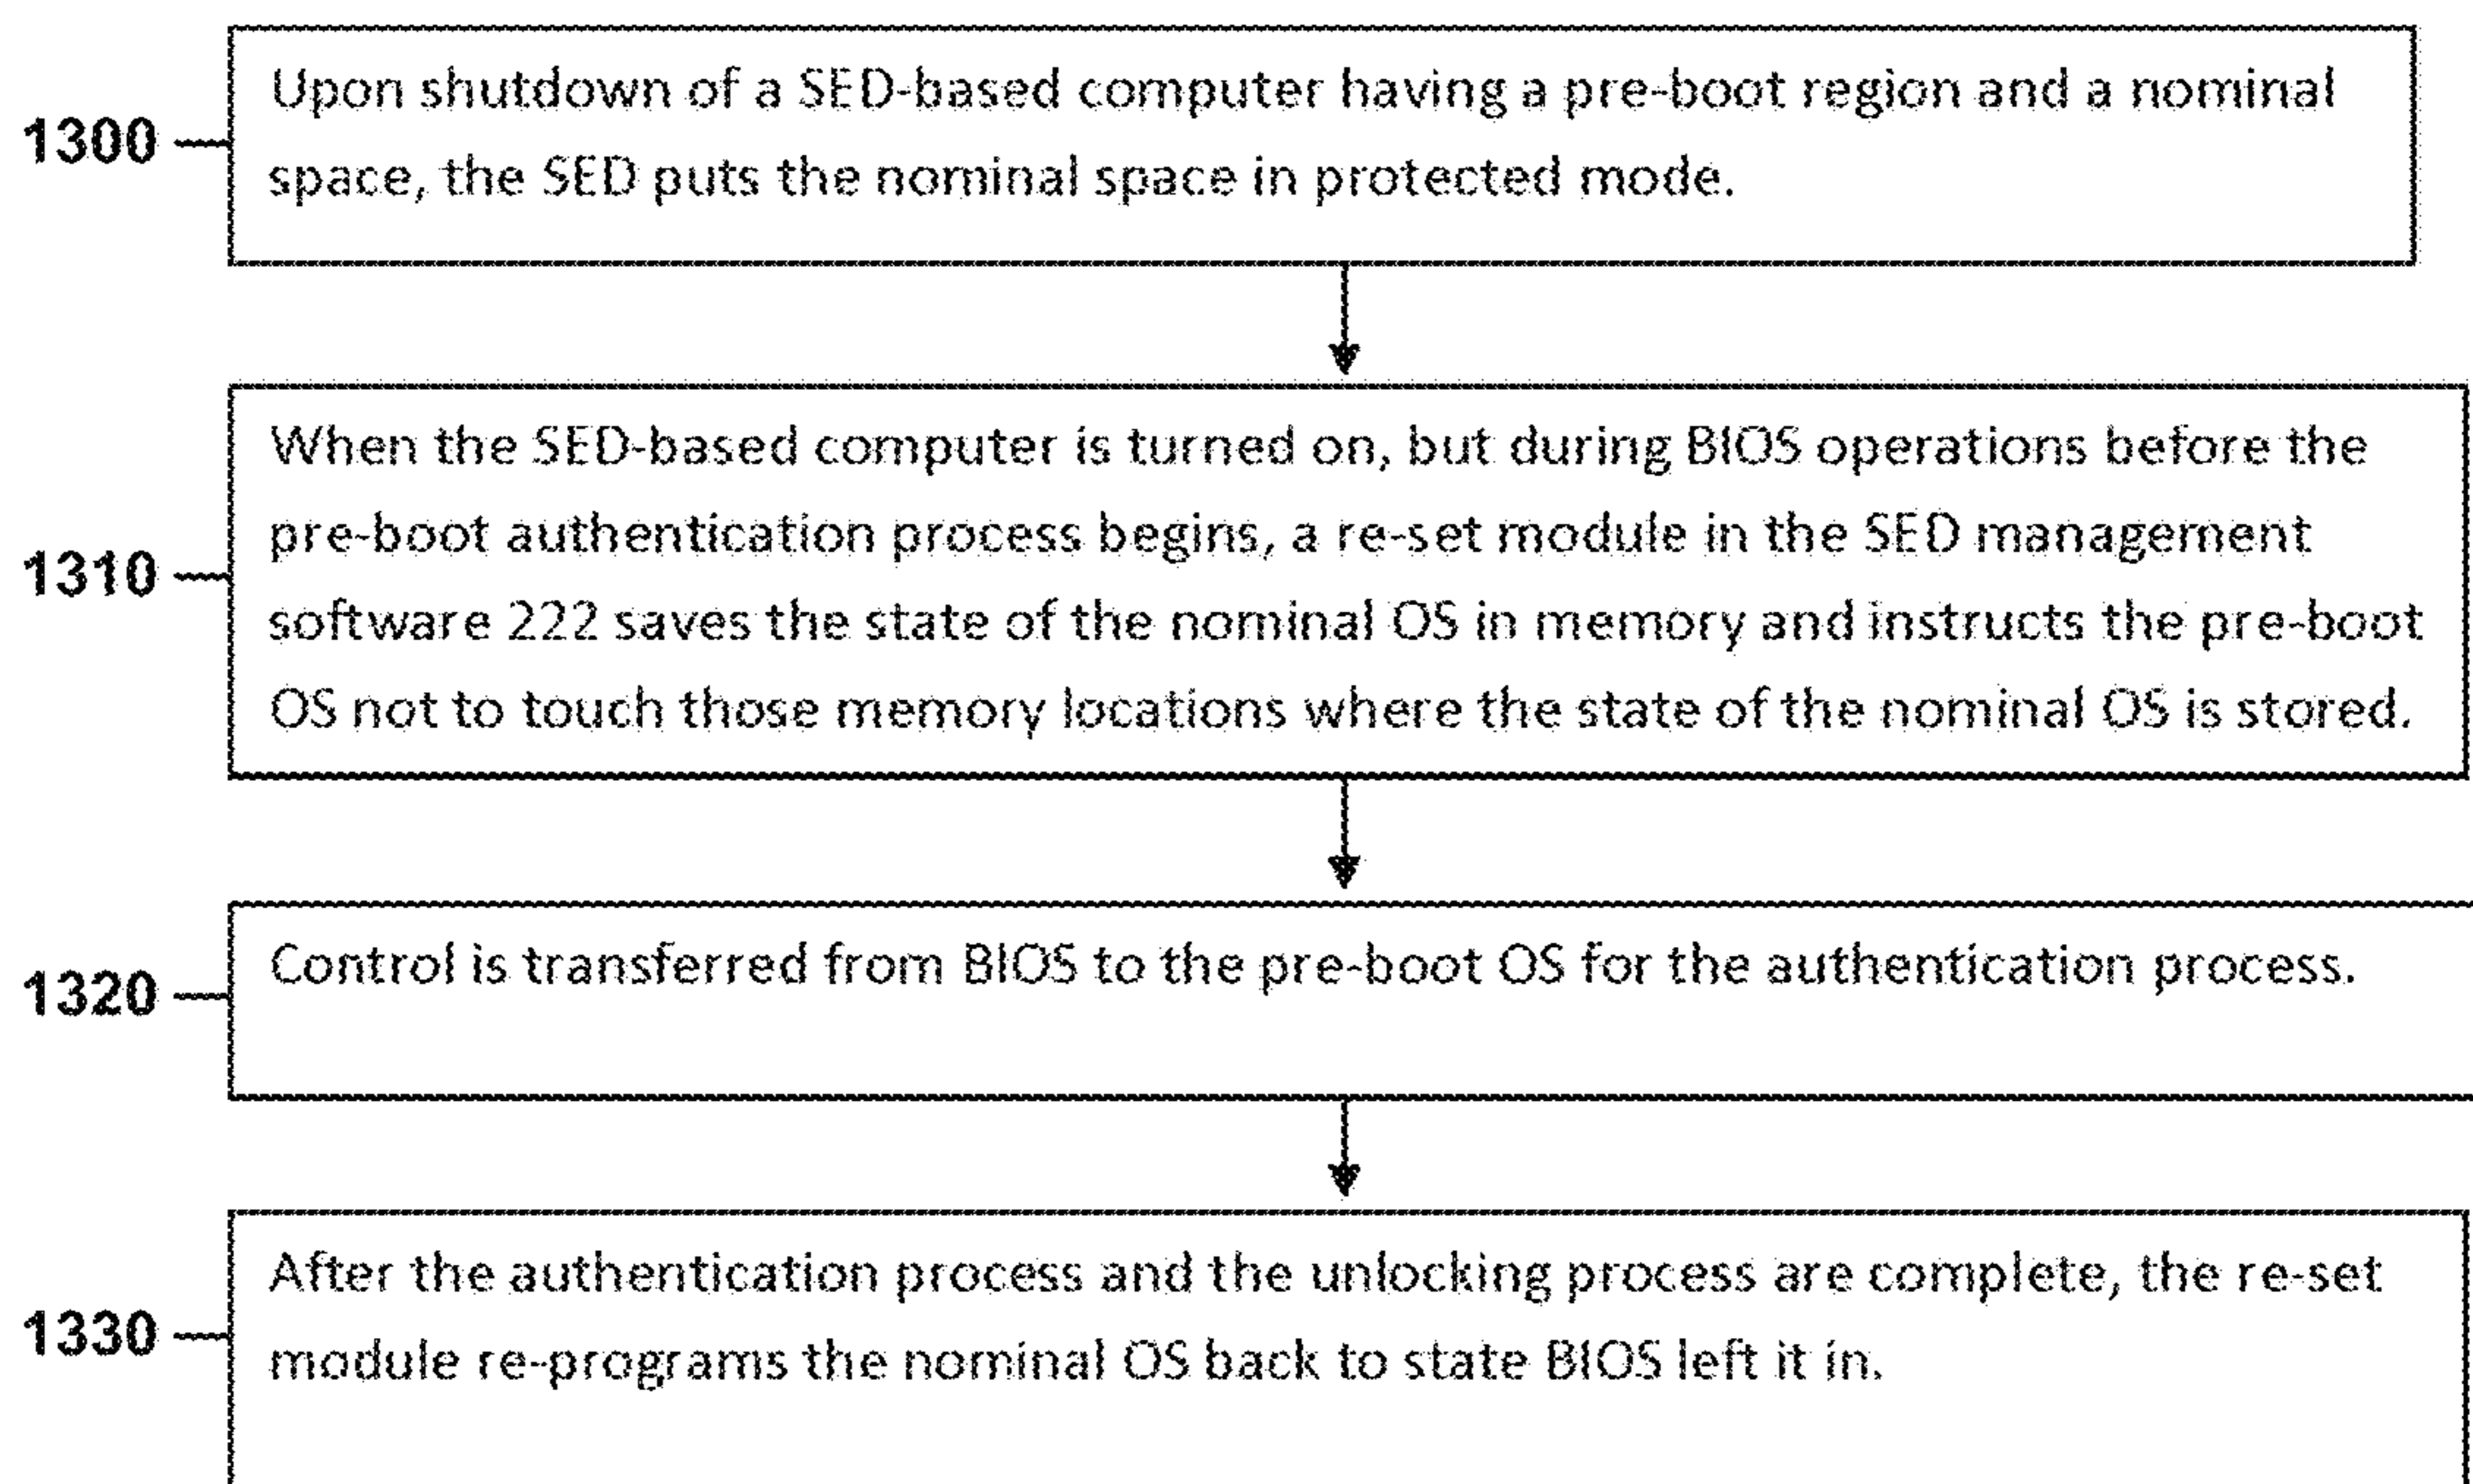 1300
Upon shutdown of a SED-based computer having a pre-boot region and a nominal
space, the SED puts the nominal space in protected mode.
1310
When the SED-based computer is turned on, but during BIOS operations before the
pre-boot authentication process begins, a re-set module in the SED management
software 222 saves the state of the nominal OS in memory and instructs the pre-boot
OS not to touch those memory locations where the state of the nominal OS is stored.
1320
Control is transferred from BIOS to the pre-boot OS for the authentication process.
1330
After the authentication process and the unlocking process are complete, the re-set
module re-programs the nominal OS back to state BIOS left it in.